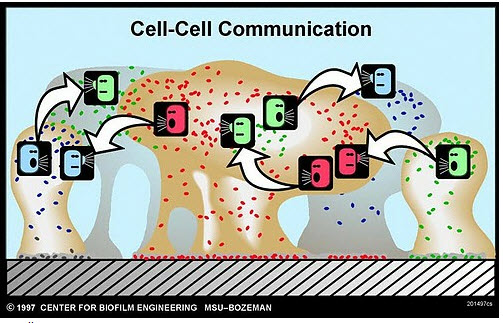 Cell-Cell Communication
© 1997 CENTER FOR BIOFILM ENGINEERING MSU-BOZEMAN
201497cs